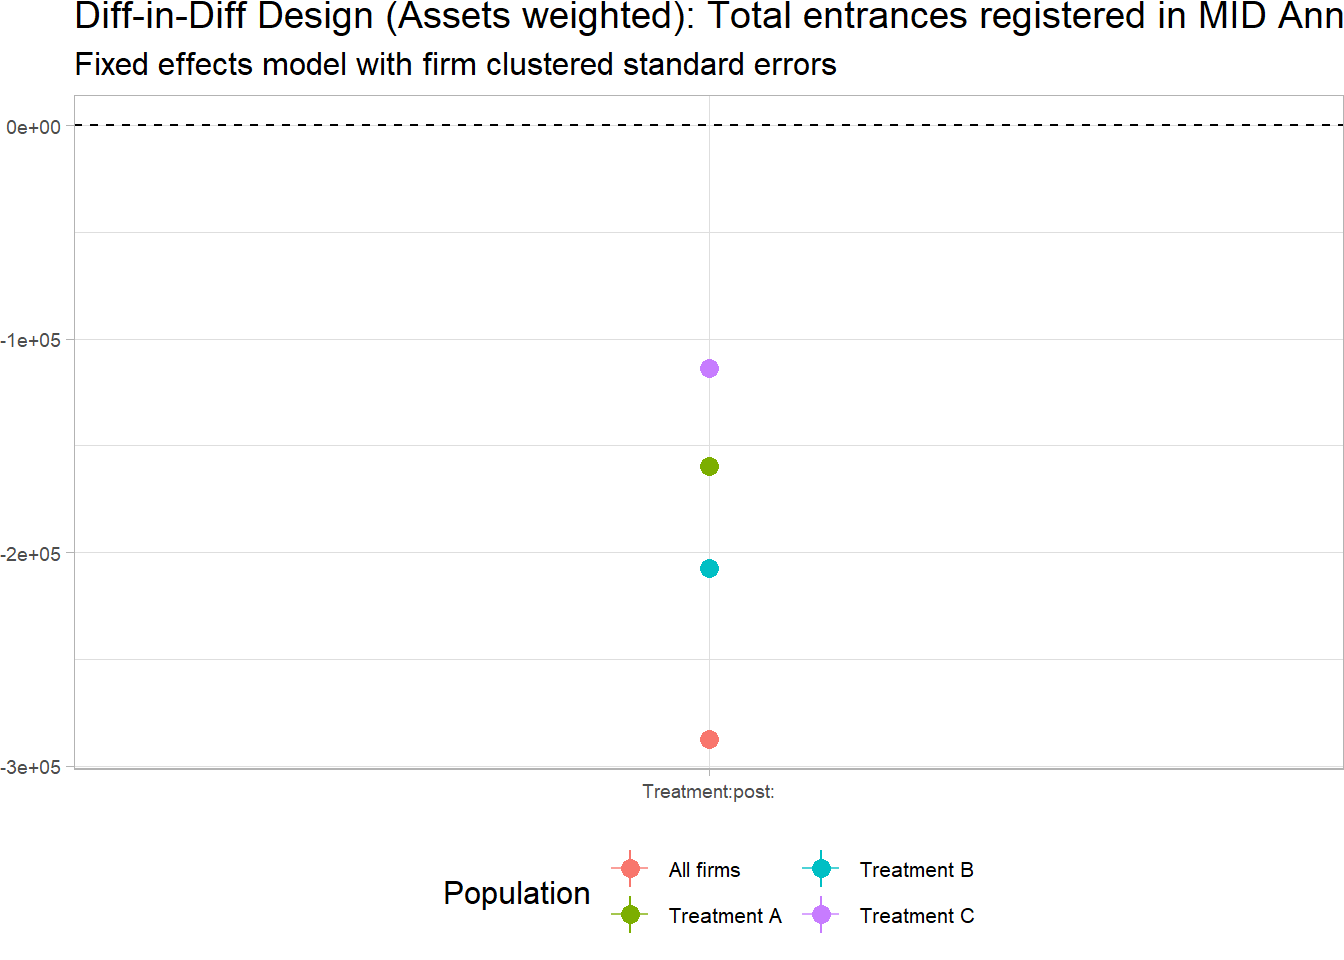 Diff-in-Diff Design (Assets weighted): Total entrances registered in MID Ann
Fixed effects model with firm clustered standard errors
0e+00
-1e+05
-2e+05
-3e+05
Treatment:post:
Population
All firms
Treatment A
Treatment B
Treatment C